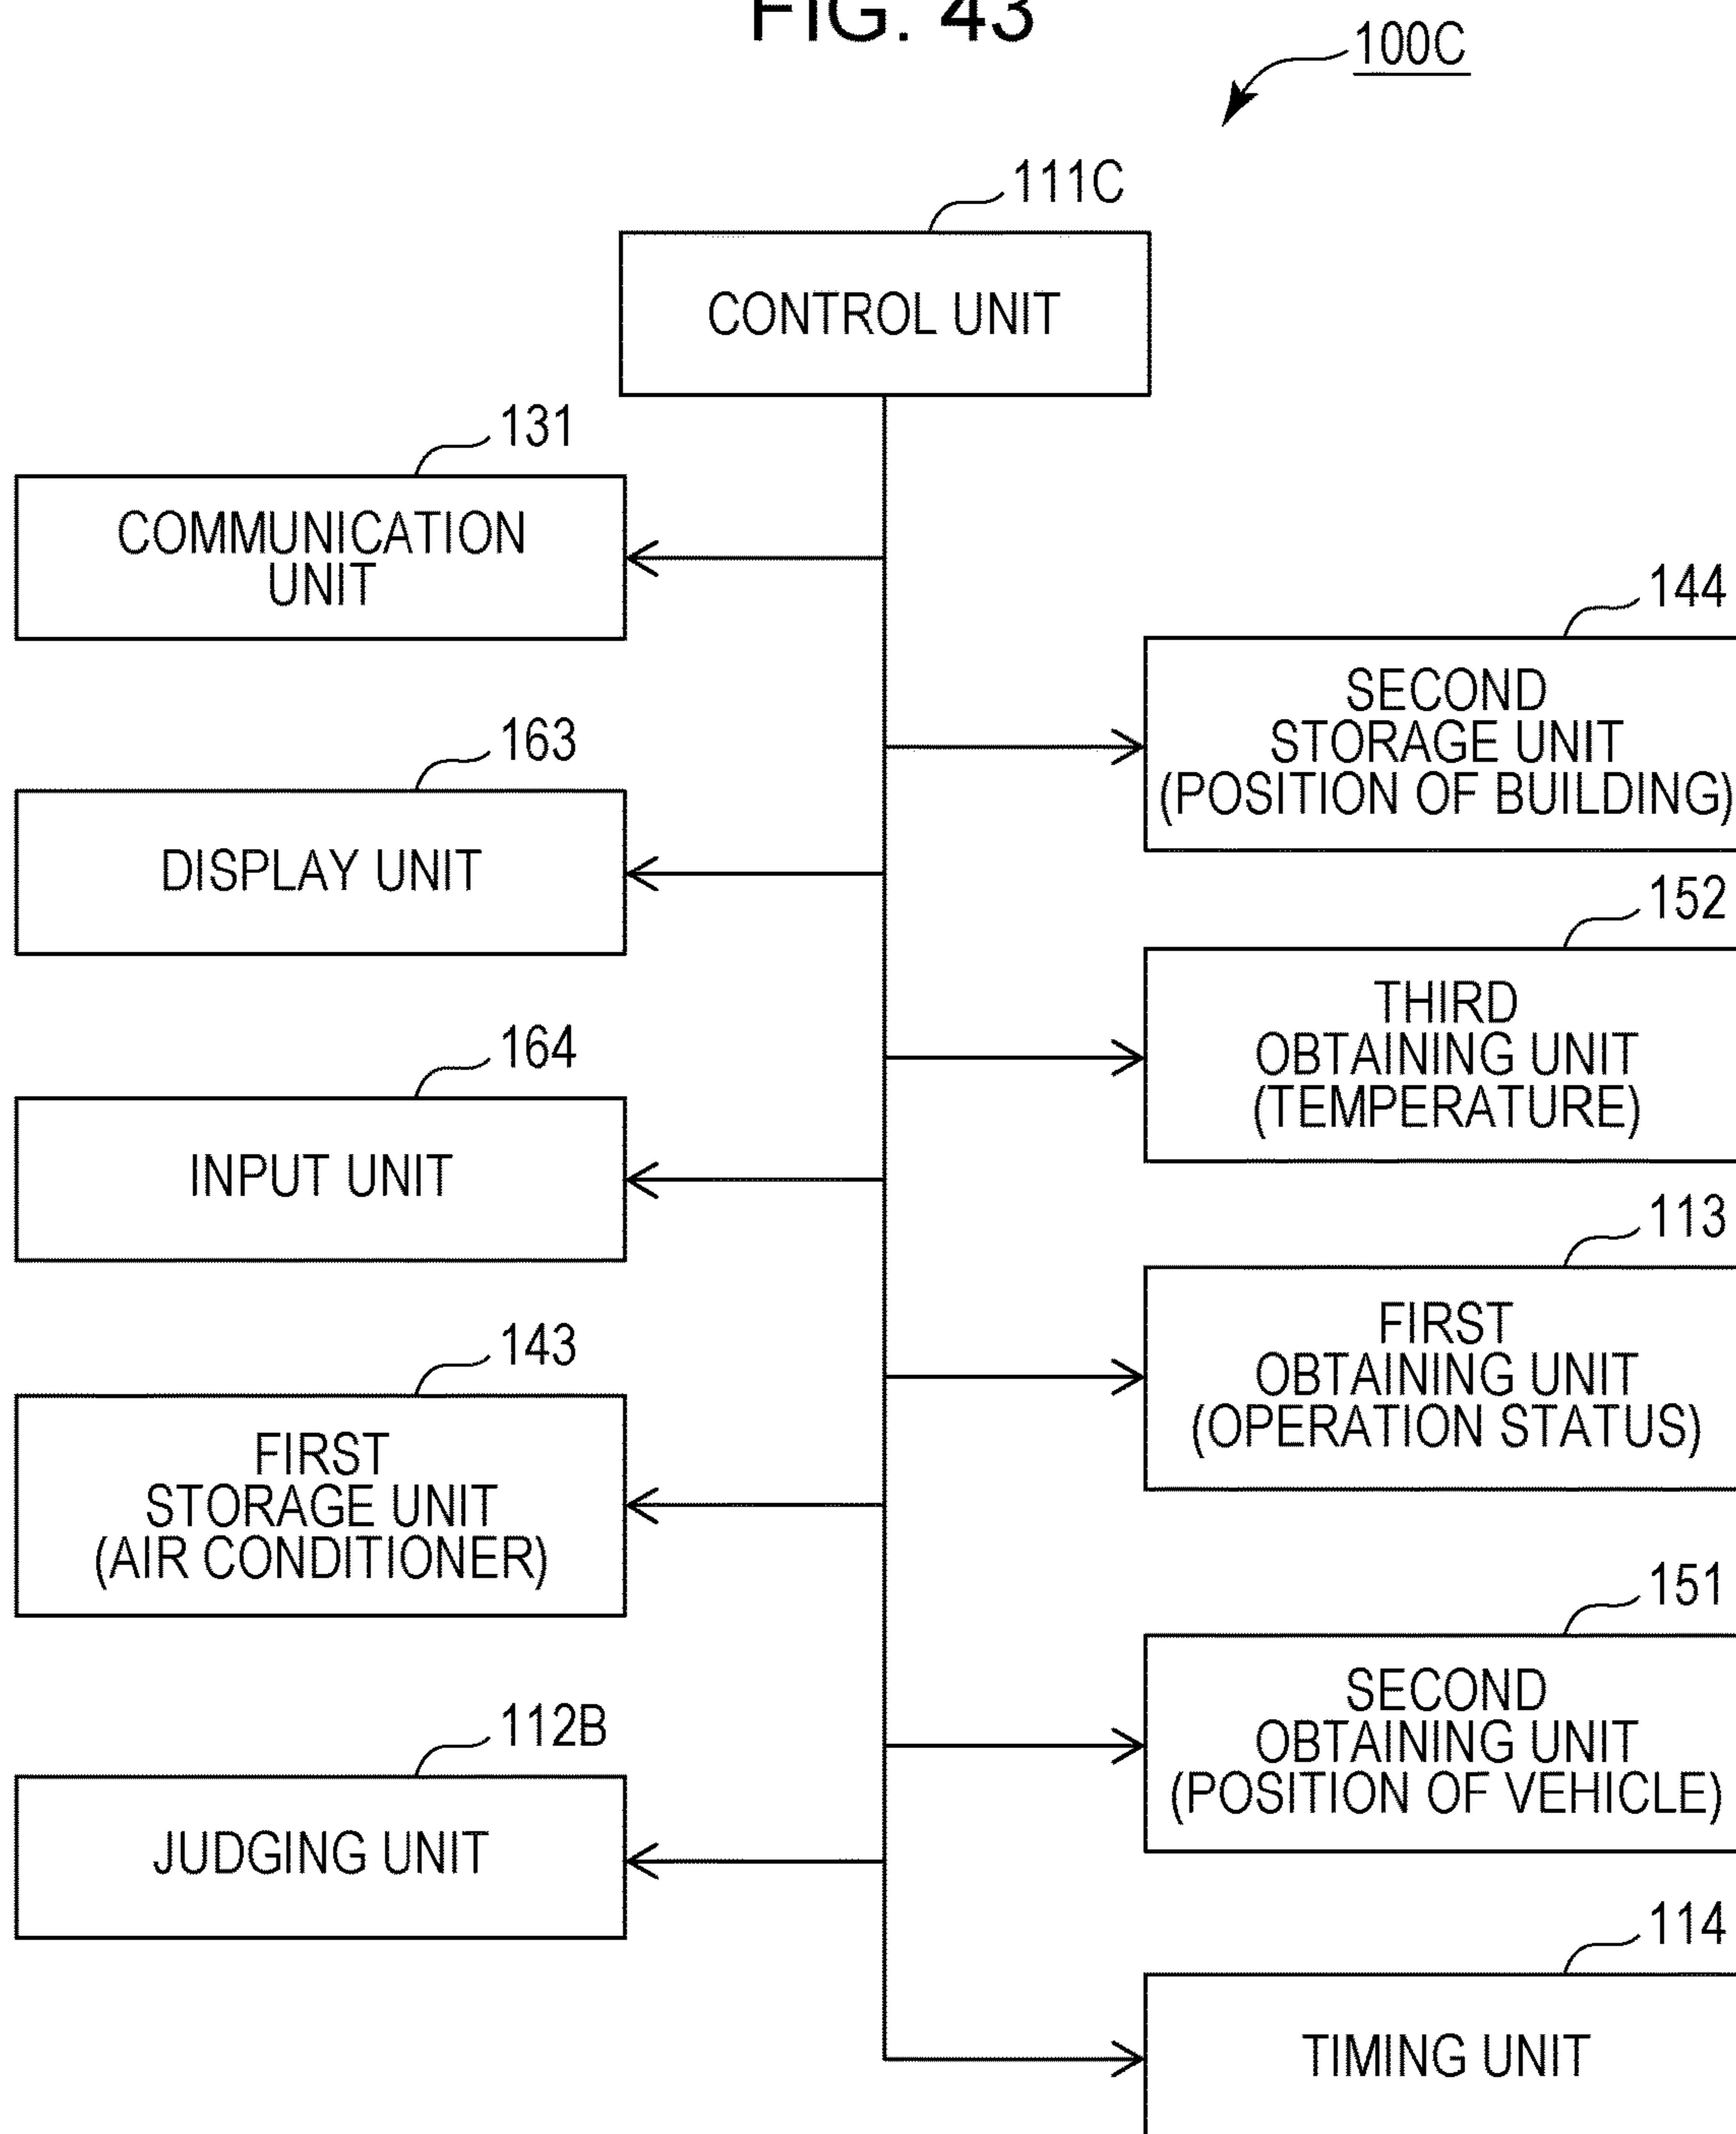 FIG. 43
100C
111C
CONTROL UNIT
131
COMMUNICATION
UNIT
163
DISPLAY UNIT
164
INPUT UNIT
143
FIRST
STORAGE UNIT
(AIR CONDITIONER)
112B
JUDGING UNIT
144
SECOND
STORAGE UNIT
(POSITION OF BUILDING)
152
THIRD
OBTAINING UNIT
(TEMPERATURE)
113
FIRST
OBTAINING UNIT
(OPERATION STATUS)
151
SECOND
OBTAINING UNIT
(POSITION OF VEHICLE)
114
TIMING UNIT